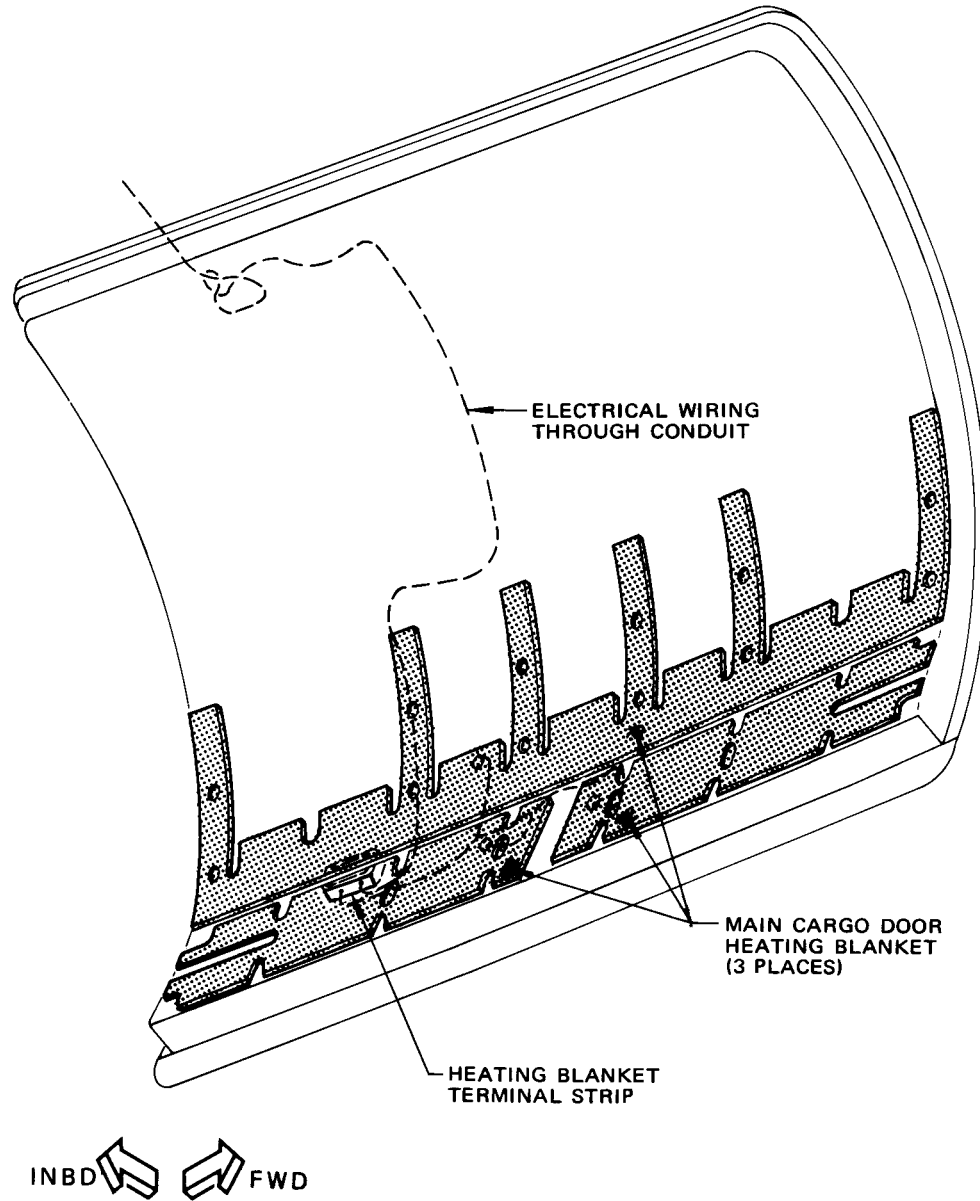 ELECTRICAL WIRING
THROUGH CONDUIT
MAIN CARGO DOOR
HEATING BLANKET
(3 PLACES)
HEATING BLANKET
TERMINAL STRIP
INBD
FWD